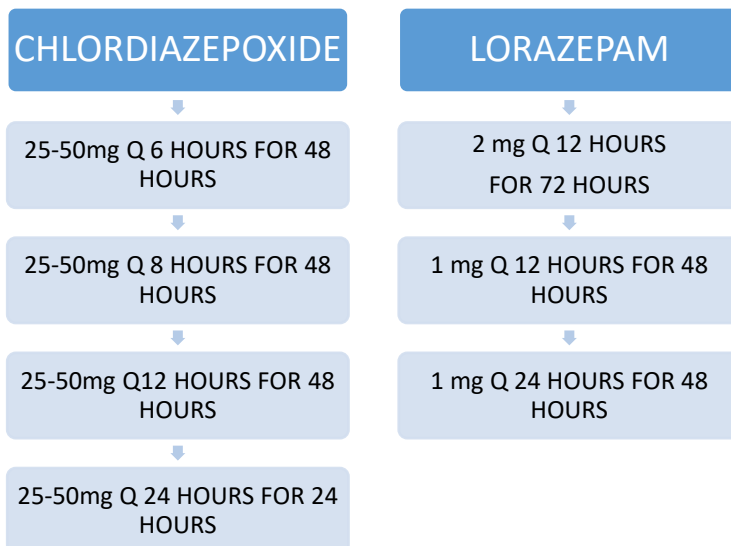 CHLORDIAZEPOXIDE
25-50mg Q 6 HOURS FOR 48
HOURS
25-50mg Q 8 HOURS FOR 48
HOURS
25-50mg Q12 HOURS FOR 48
HOURS
25-50mg Q 24 HOURS FOR 24
HOURS
LORAZEPAM
2 mg Q 12 HOURS
FOR 72 HOURS
1 mg Q 12 HOURS FOR 48
HOURS
1 mg Q 24 HOURS FOR 48
HOURS